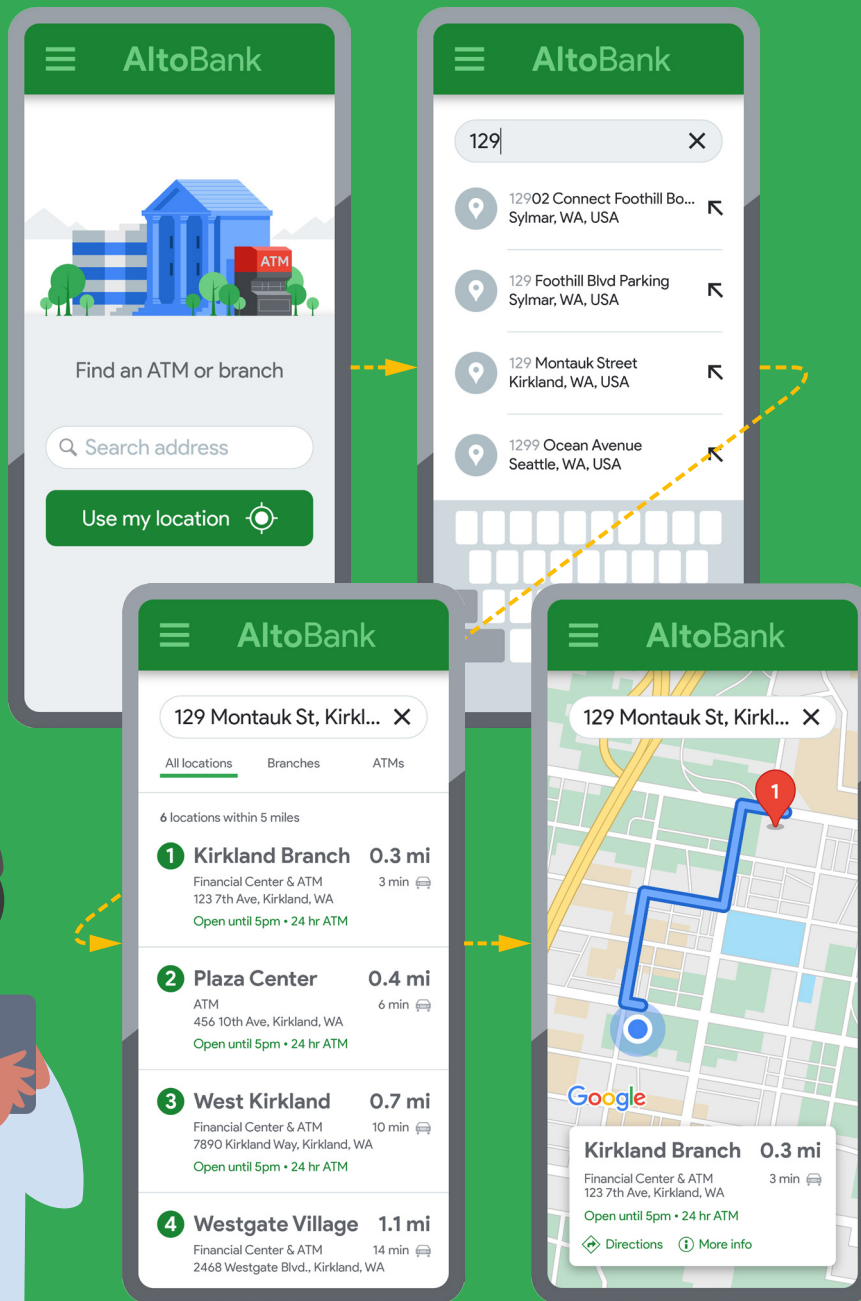 AltoBank
ATM
Find an ATM or branch
Search address
Use my location
AltoBank
129
12902 Connect Foothill Bo...
Sylmar, WA, USA
129 Foothill Blvd Parking
Sylmar, WA, USA
129 Montauk Street
Kirkland, WA, USA
1299 Ocean Avenue
Seattle, WA, USA
AltoBank
129 Montauk St, Kirkl...
All locations Branches ATMs
6 locations within 5 miles
1 Kirkland Branch 0.3 mi
Financial Center & ATM 3 min
123 7th Ave, Kirkland, WA
Open until 5pm • 24 hr ATM
2 Plaza Center 0.4 mi
ATM 6 min
456 10th Ave, Kirkland, WA
Open until 5pm • 24 hr ATM
3 West Kirkland 0.7 mi
Financial Center & ATM 10 min
7890 Kirkland Way, Kirkland, WA
Open until 5pm • 24 hr ATM
4 Westgate Village 1.1 mi
Financial Center & ATM 14 min
2468 Westgate Blvd., Kirkland, WA
AltoBank
129 Montauk St, Kirkl...
1
Google
Kirkland Branch 0.3 mi
Financial Center & ATM 3 min
123 7th Ave, Kirkland, WA
Open until 5pm • 24 hr ATM
Directions More info